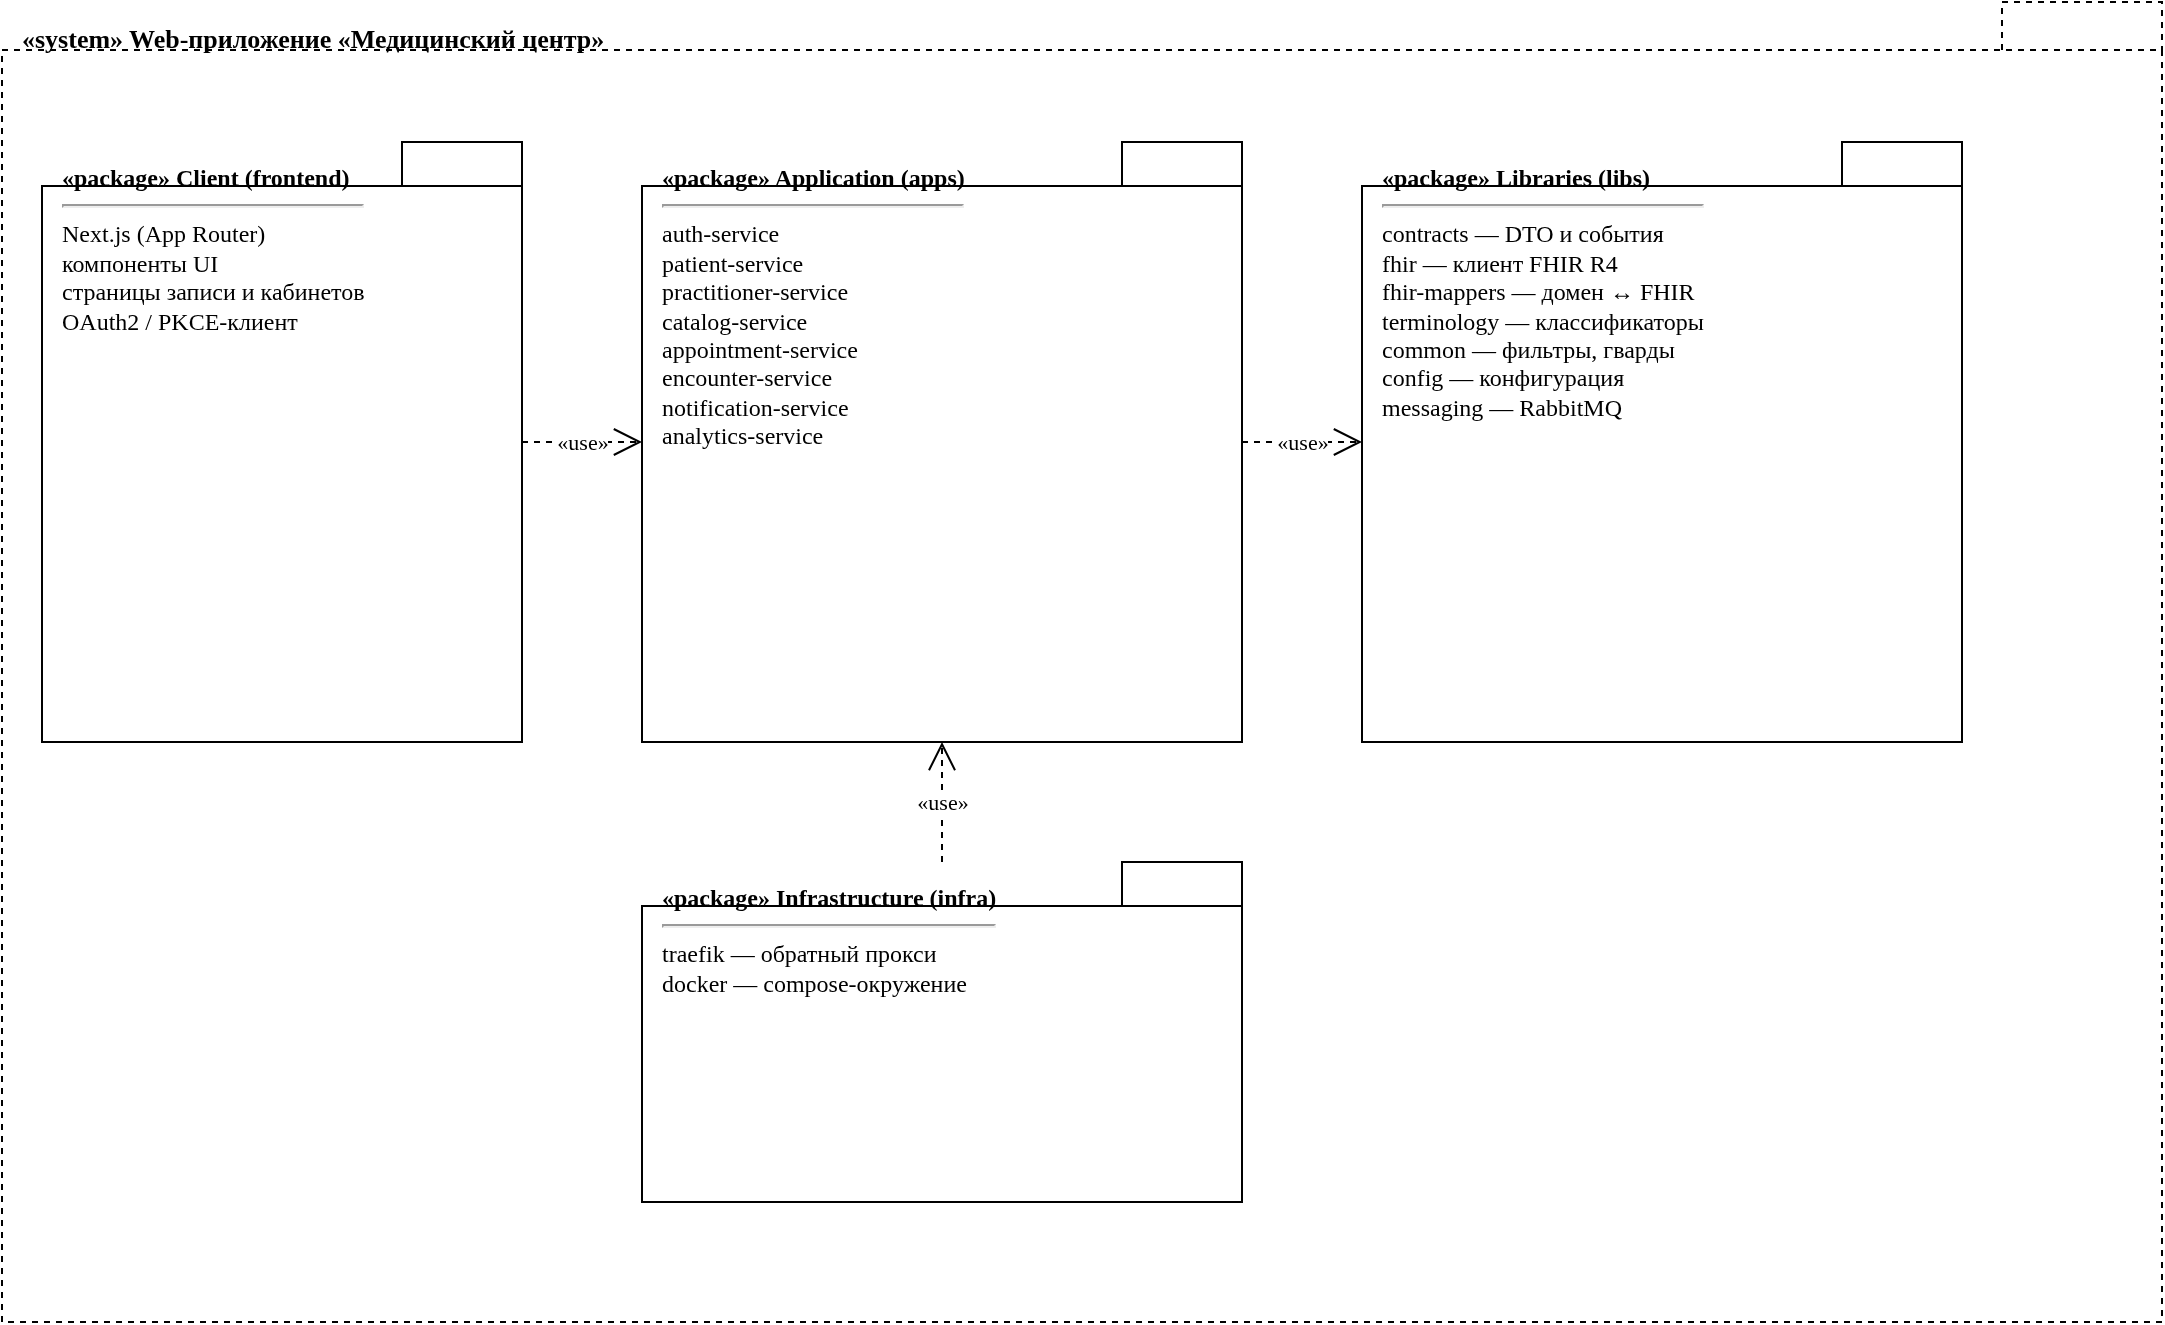 «system» Web-приложение «Медицинский центр»
«package» Client (frontend)
Next.js (App Router)
компоненты UI
страницы записи и кабинетов
OAuth2 / PKCE-клиент
«use»
«package» Application (apps)
auth-service
patient-service
practitioner-service
catalog-service
appointment-service
encounter-service
notification-service
analytics-service
«use»
«package» Libraries (libs)
contracts — DTO и события
fhir — клиент FHIR R4
fhir-mappers — домен ↔ FHIR
terminology — классификаторы
common — фильтры, гварды
config — конфигурация
messaging — RabbitMQ
«use»
«package» Infrastructure (infra)
traefik — обратный прокси
docker — compose-окружение